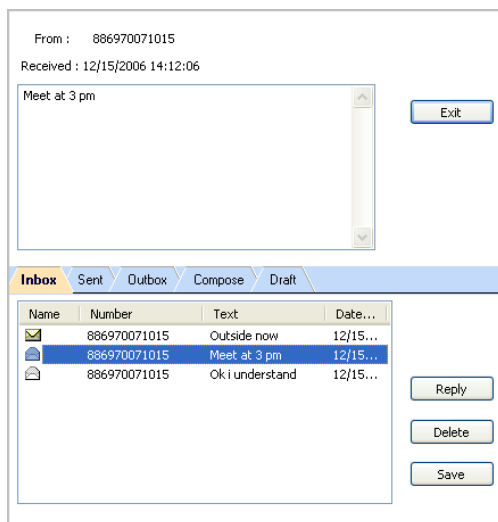 From : 886970071015
Received : 12/15/2006 14:12:06
Meet at 3 pm
Exit
Inbox Sent Outbox Compose Draft
Name Number Text Date...
886970071015 Outside now 12/15...
886970071015 Meet at 3 pm 12/15...
886970071015 Ok i understand 12/15...
Reply
Delete
Save